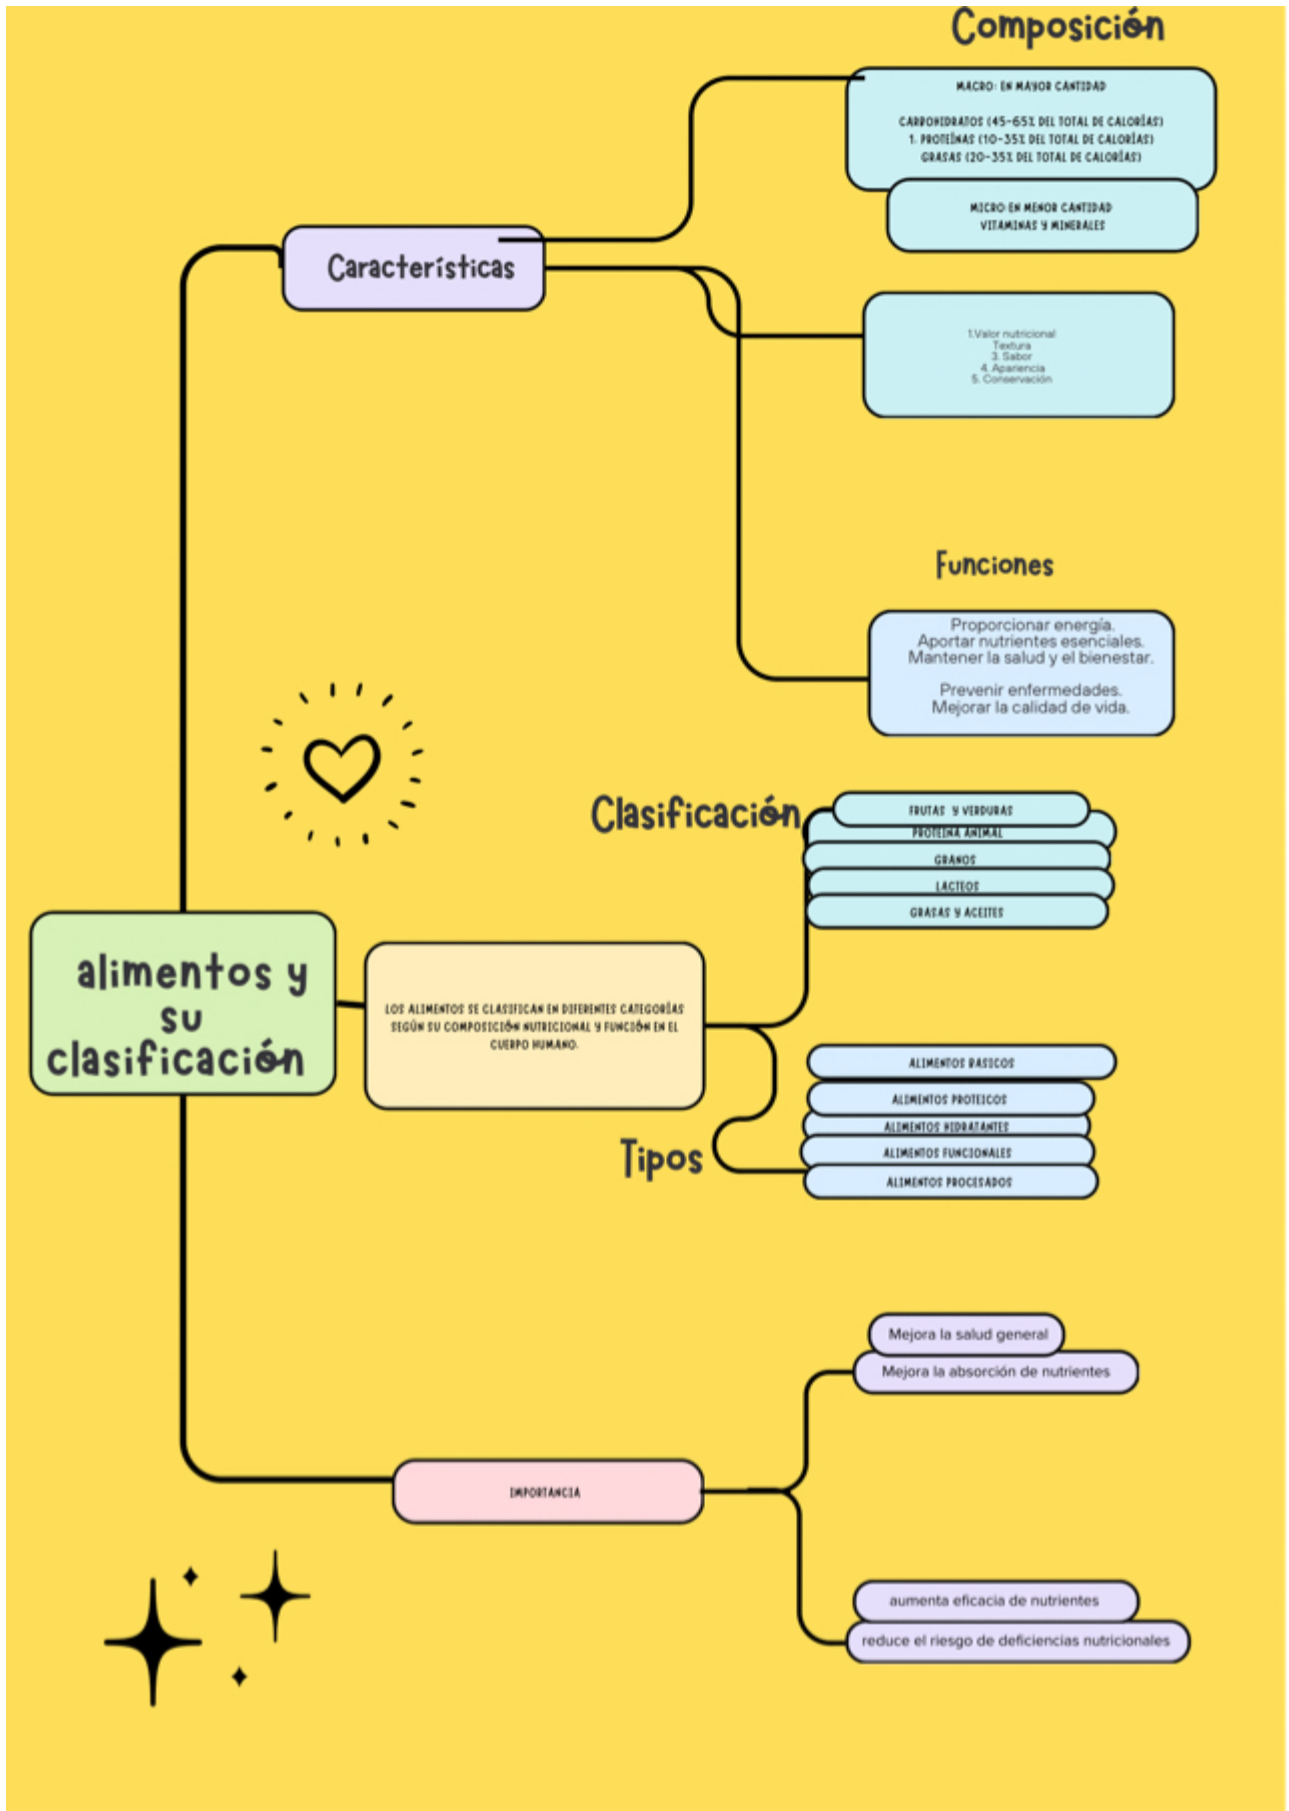 Composición
MACRO: EN MAYOR CANTIDAD
CARBOHIDRATOS (45-65% DEL TOTAL DE CALORÍAS)
1. PROTEÍNAS (10-35% DEL TOTAL DE CALORÍAS)
GRASAS (20-35% DEL TOTAL DE CALORÍAS)
MICRO:EN MENOR CANTIDAD
VITAMINAS Y MINERALES
Características
1.Valor nutricional
Textura
3. Sabor
4. Apariencia
5. Conservación
Funciones
Proporcionar energía.
Aportar nutrientes esenciales.
Mantener la salud y el bienestar.
Prevenir enfermedades.
Mejorar la calidad de vida.
Clasificación
FRUTAS Y VERDURAS
PROTEINA ANIMAL
GRANOS
LACTEOS
GRASAS Y ACEITES
alimentos y
su
clasificación
LOS ALIMENTOS SE CLASIFICAN EN DIFERENTES CATEGORÍAS
SEGÚN SU COMPOSICIÓN NUTRICIONAL Y FUNCIÓN EN EL
CUERPO HUMANO.
Tipos
ALIMENTOS BASICOS
ALIMENTOS PROTEICOS
ALIMENTOS HIDRATANTES
ALIMENTOS FUNCIONALES
ALIMENTOS PROCESADOS
Mejora la salud general
Mejora la absorción de nutrientes
IMPORTANCIA
aumenta eficacia de nutrientes
reduce el riesgo de deficiencias nutricionales